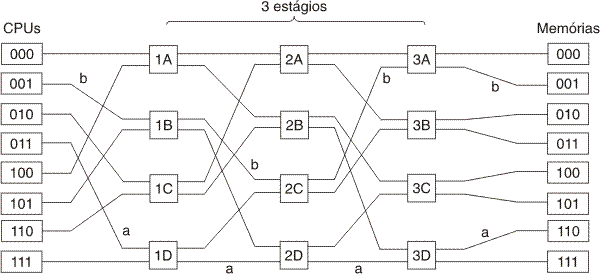 3 estágios
CPUs
Memórias
000 1A 2A 3A 000
001 b b b 001
010 010
1B 2B 3B
011 011
b
100 100
1C 2C 3C
101 101
110 a a 110
1D 2D 3D
111 a a 111